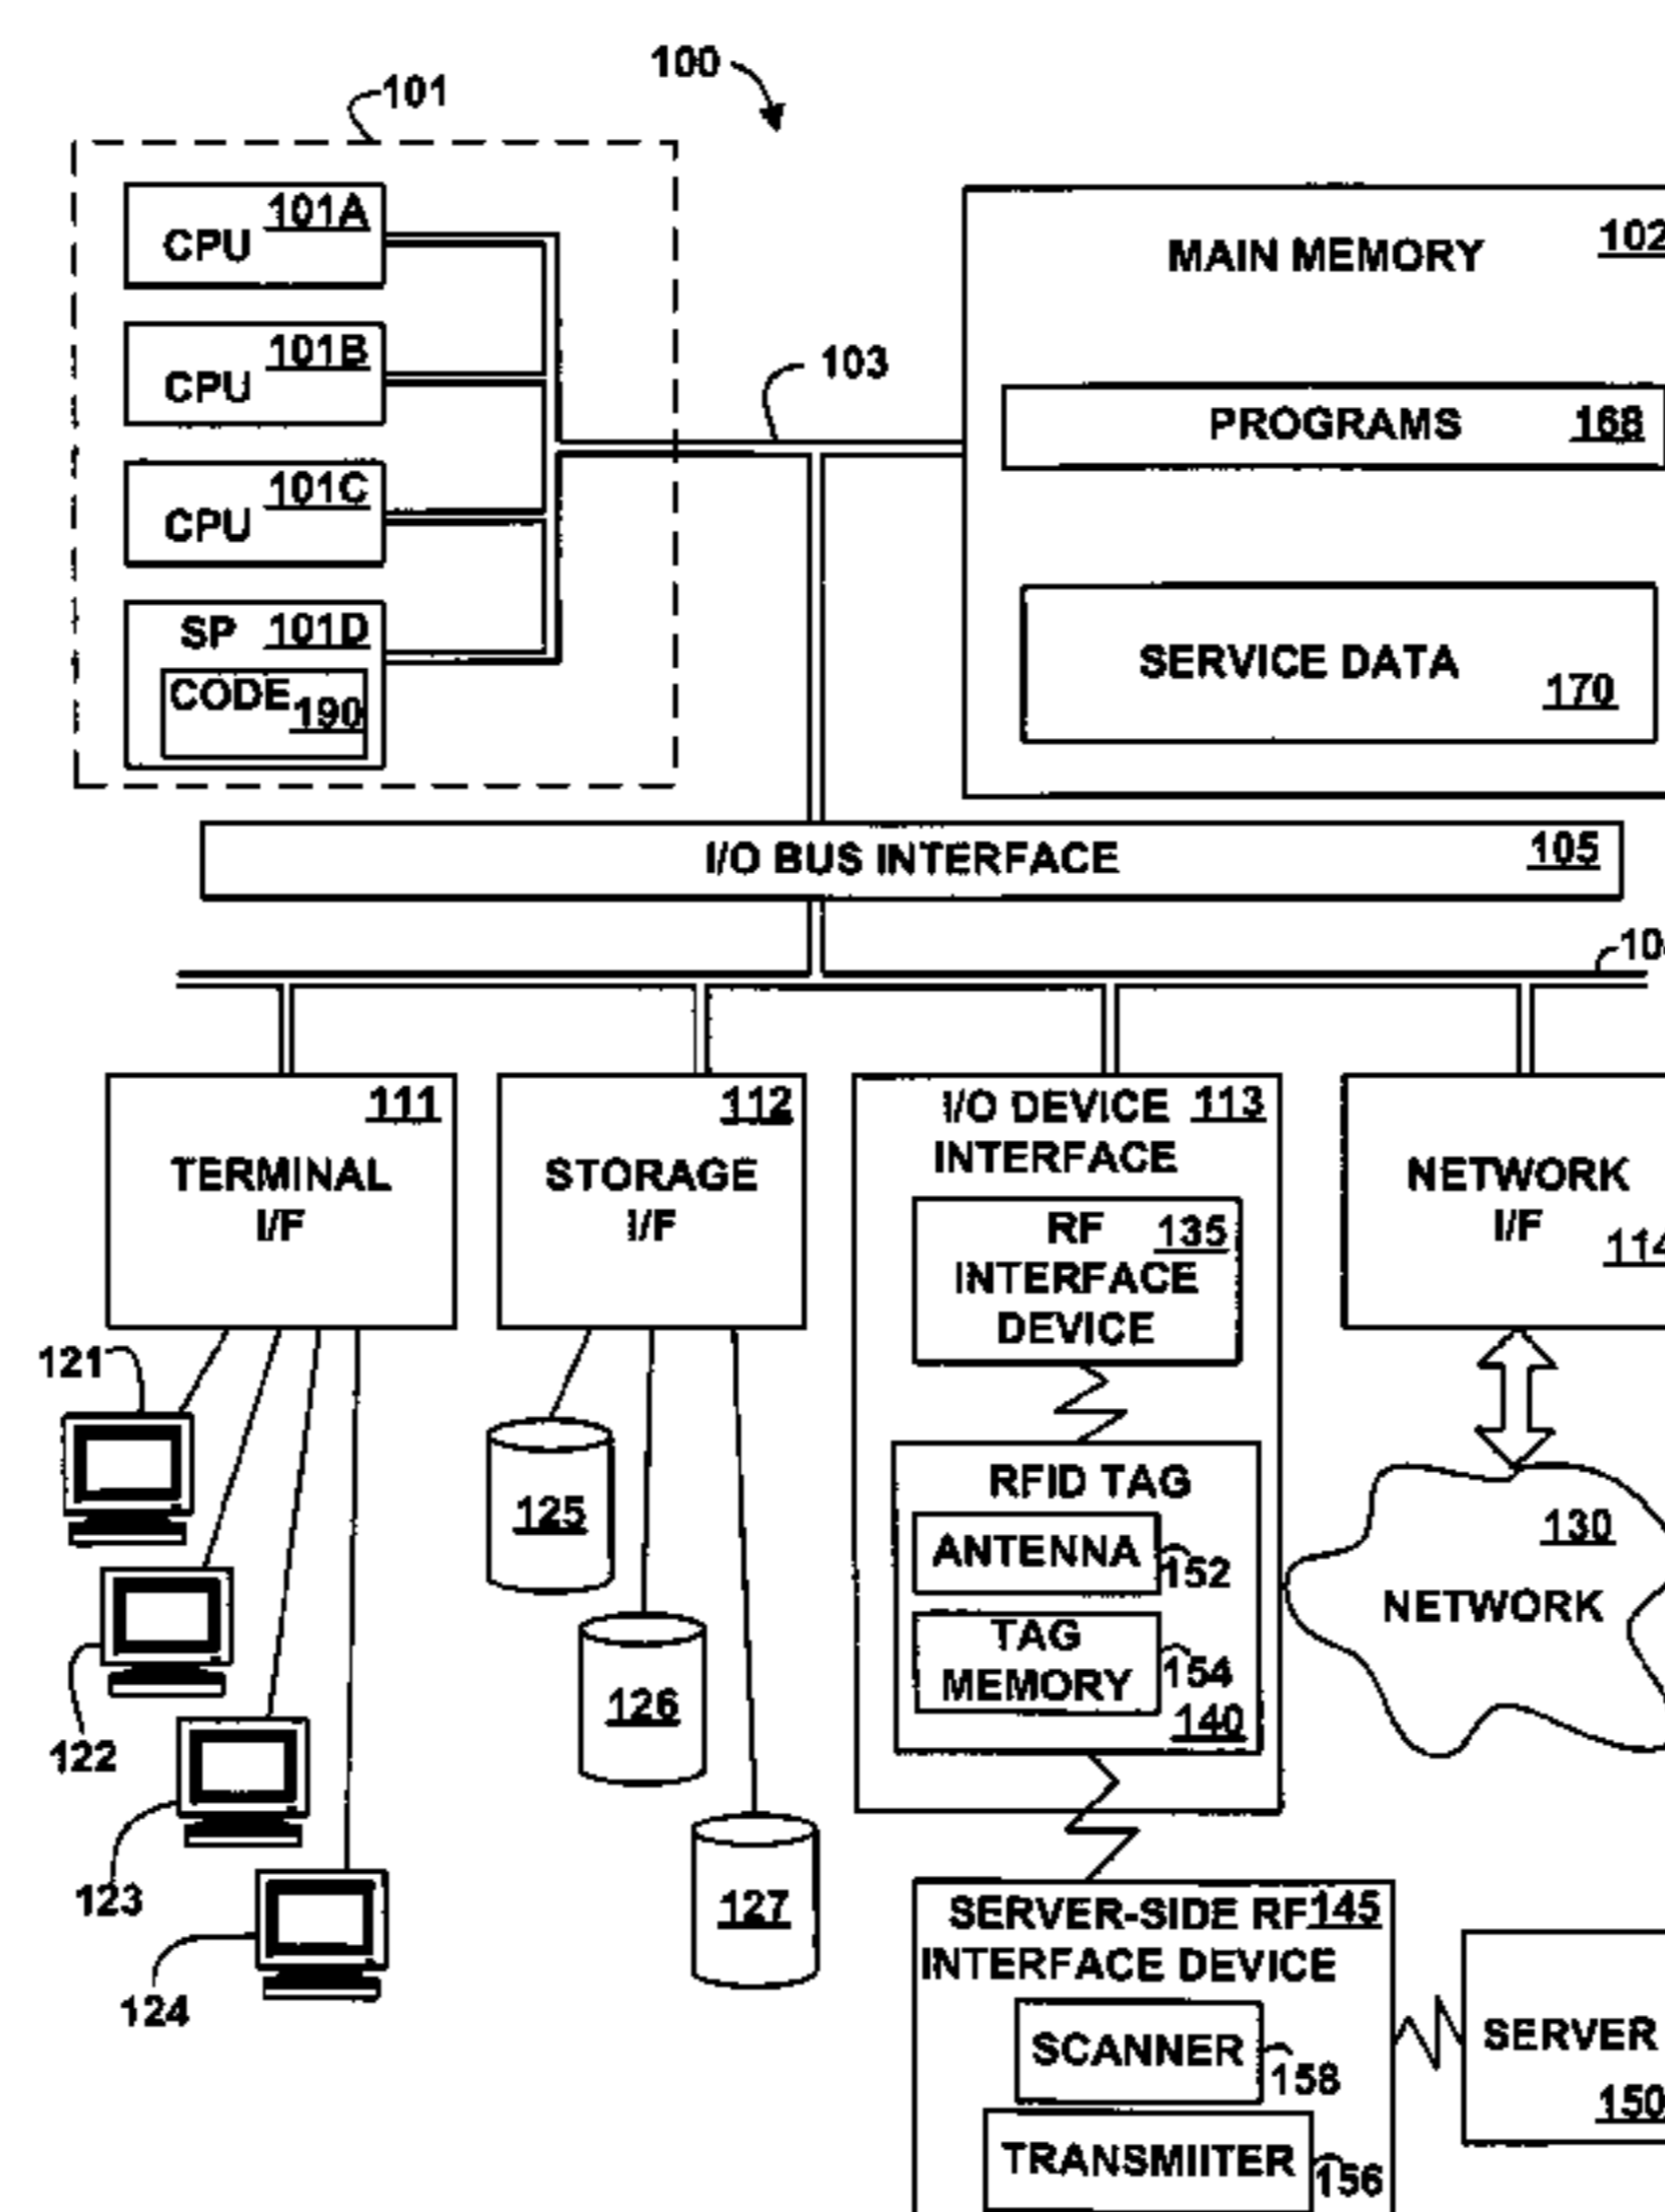 100
101
101A
CPU
101B
CPU
101C
CPU
SP 101D
CODE 190
103
MAIN MEMORY 102
PROGRAMS 168
SERVICE DATA
170
I/O BUS INTERFACE 105
111
TERMINAL
I/F
112
STORAGE
I/F
I/O DEVICE 113
INTERFACE
RF 135
INTERFACE
DEVICE
NETWORK
I/F
114
121
122
123
124
125
126
127
RFID TAG
ANTENNA 152
TAG
MEMORY 154
140
130
NETWORK
SERVER-SIDE RF 145
INTERFACE DEVICE
SCANNER
158
TRANSMIITER
156
SERVER
150